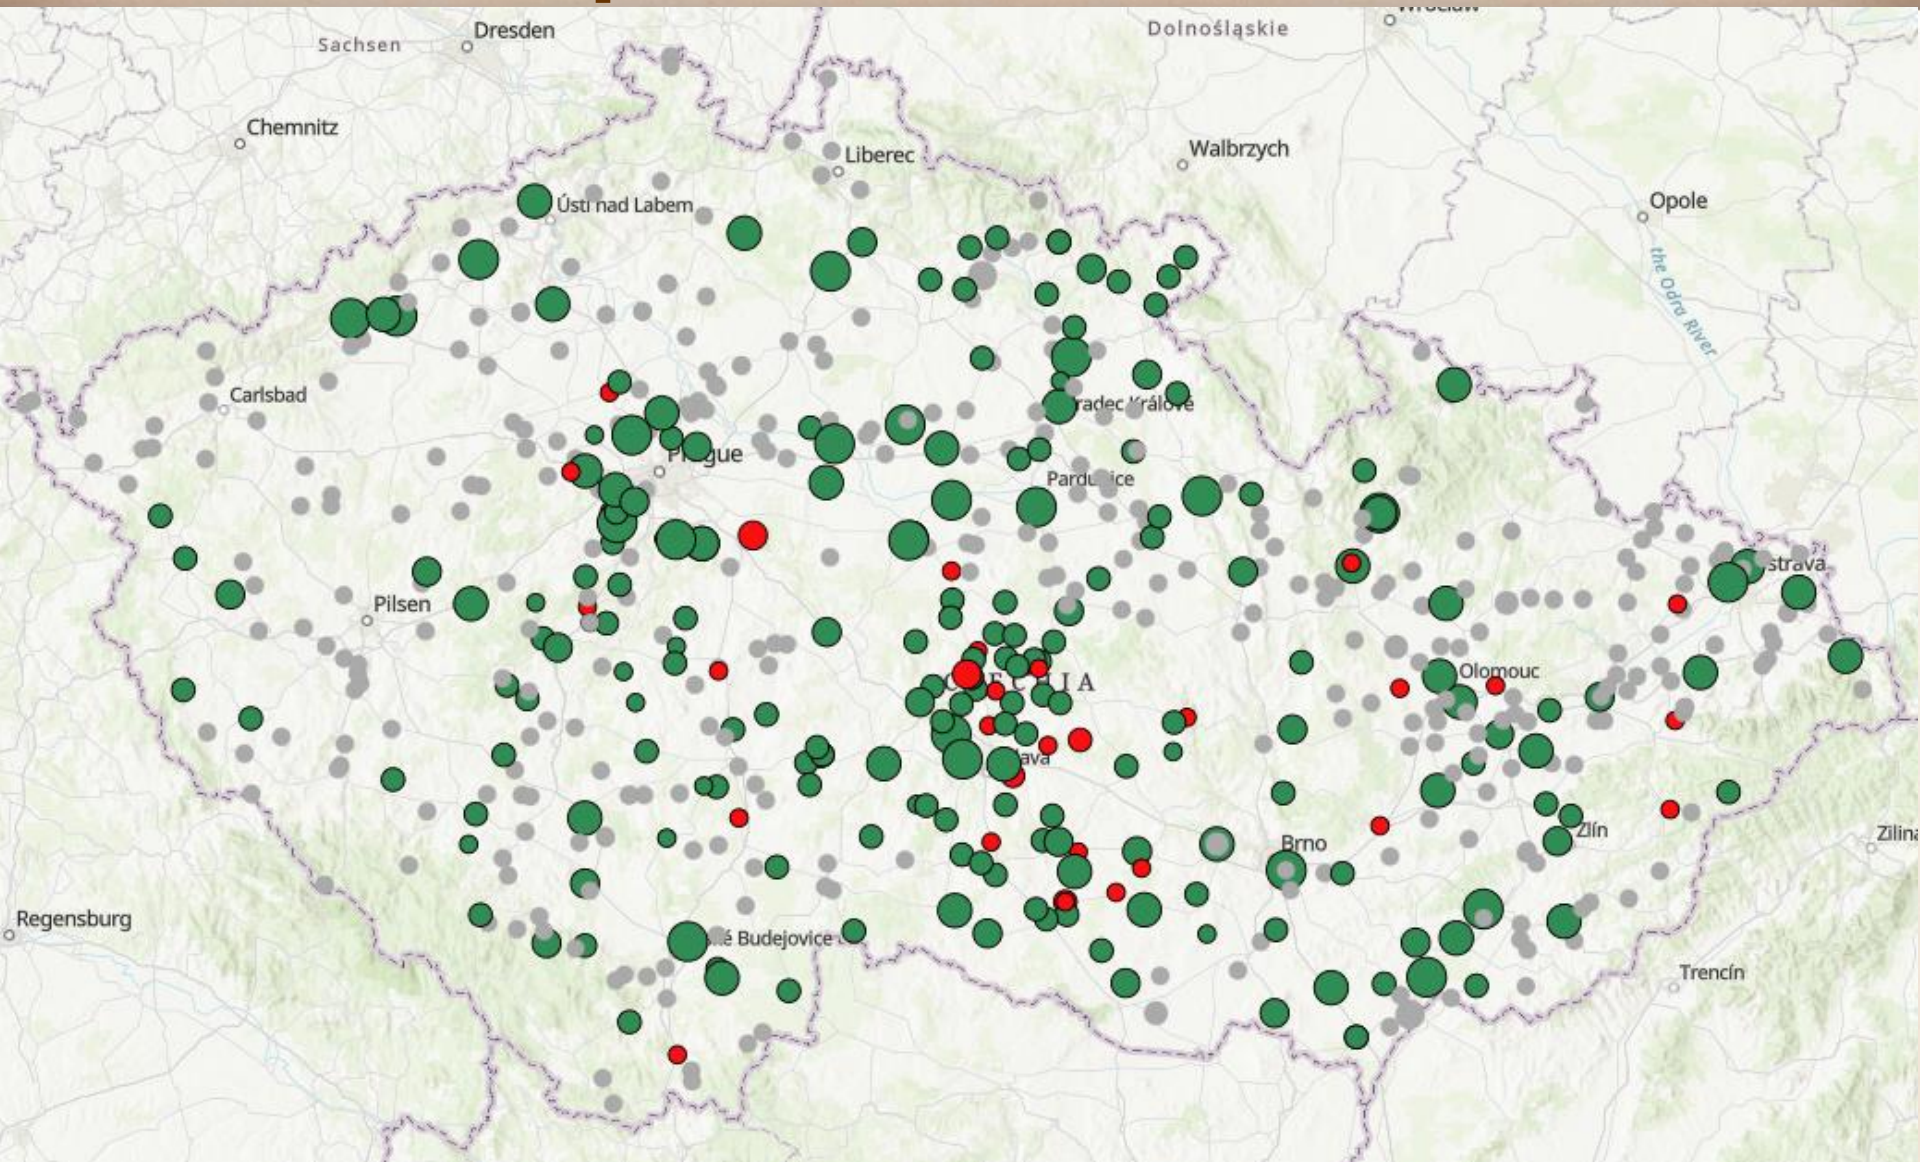 Dresden
Sachsen
Dolnośląskie
Chemnitz
Liberec
Walbrzych
Ústí nad Labem
Opole
the Odra River
Carlsbad
Pardubice
Pilsen
Olomouc
Brno
Zlín
Zilina
Regensburg
é Budejovice
Trencín